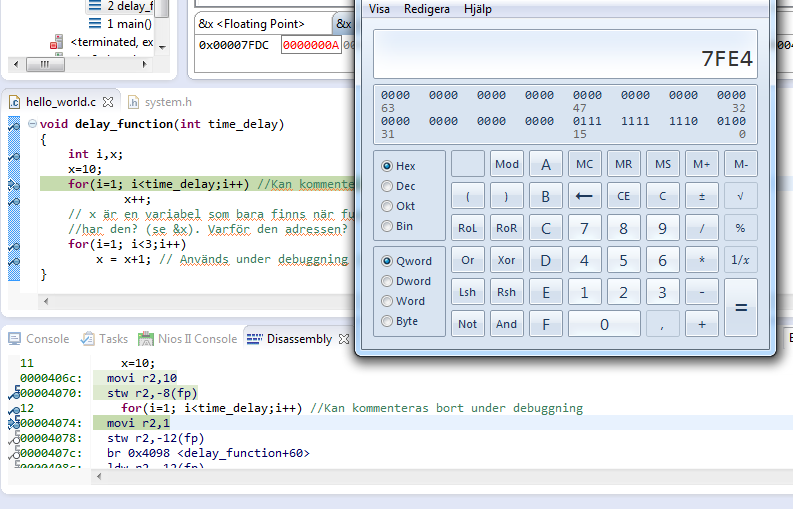 2 delay_f
1 main()
<terminated, ex
&x <Floating Point>
&x
0x00007FDC 0000000A 00
hello_world.c
system.h
void delay_function(int time_delay)
{
int i,x;
x=10;
for(i=1; i<time_delay;i++) //Kan kommente
x++;
// x är en variabel som bara finns när fu
//har den? (se &x). Varför den adressen?
for(i=1; i<3;i++)
x = x+1; // Används under debuggning
}
Visa Redigera Hjälp
7FE4
0000 0000 0000 0000 0000 0000 0000 0000
63 47 32
0000 0000 0000 0000 0111 1111 1110 0100
31 15 0
Hex
Dec
Okt
Bin
Qword
Dword
Word
Byte
Mod A MC MR MS M+ M-
( ) B ← CE C ± √
RoL RoR C 7 8 9 / %
Or Xor D 4 5 6 * 1/x
Lsh Rsh E 1 2 3 - =
Not And F 0 , +
Console Tasks Nios II Console Disassembly
11 x=10;
0000406c: movi r2,10
00004070: stw r2,-8(fp)
12 for(i=1; i<time_delay;i++) //Kan kommenteras bort under debuggning
00004074: movi r2,1
00004078: stw r2,-12(fp)
0000407c: br 0x4098 <delay_function+60>